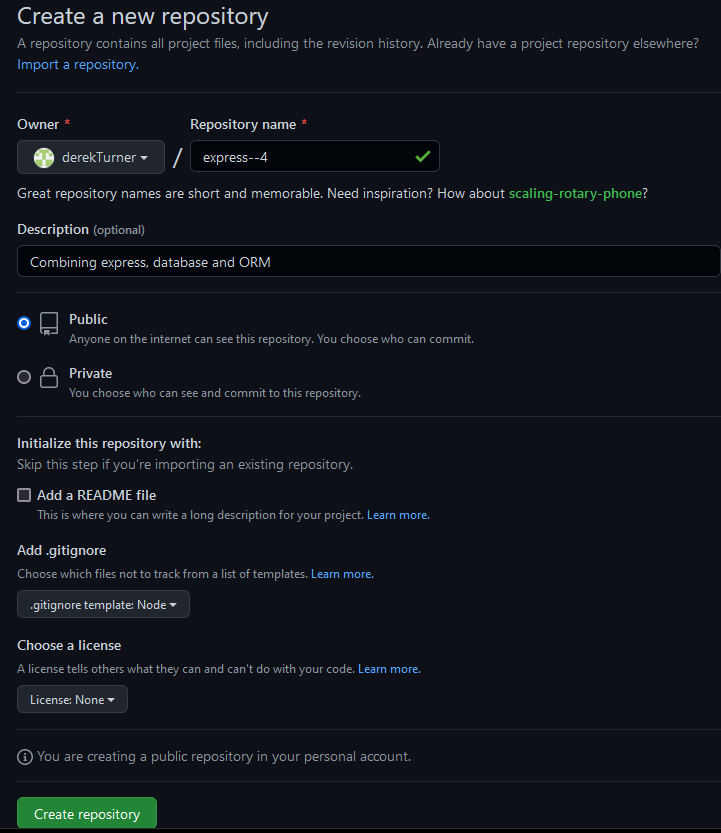 Create a new repository
A repository contains all project files, including the revision history. Already have a project repository elsewhere?
Import a repository.
Owner * Repository name *
derekTurner / express--4
Great repository names are short and memorable. Need inspiration? How about scaling-rotary-phone?
Description (optional)
Combining express, database and ORM
Public
Anyone on the internet can see this repository. You choose who can commit.
Private
You choose who can see and commit to this repository.
Initialize this repository with:
Skip this step if you're importing an existing repository.
Add a README file
This is where you can write a long description for your project. Learn more.
Add .gitignore
Choose which files not to track from a list of templates. Learn more.
.gitignore template: Node
Choose a license
A license tells others what they can and can't do with your code. Learn more.
License: None
You are creating a public repository in your personal account.
Create repository